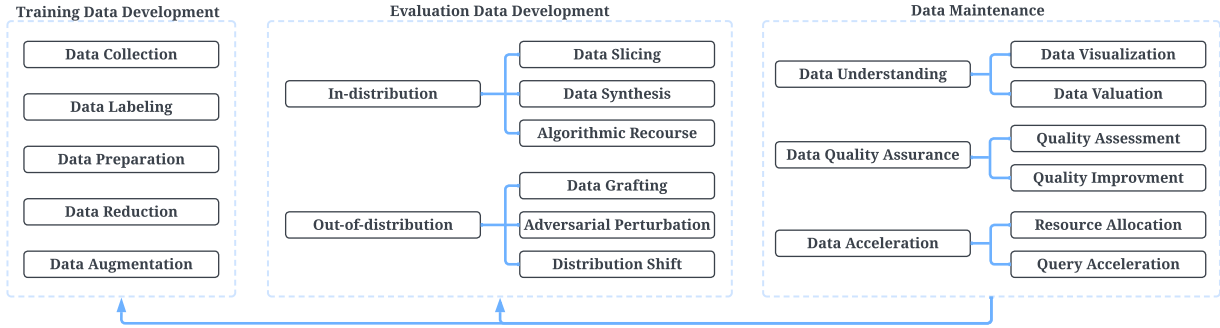 Training Data Development
Data Collection
Data Labeling
Data Preparation
Data Reduction
Data Augmentation
Evaluation Data Development
In-distribution
Data Slicing
Data Synthesis
Algorithmic Recourse
Out-of-distribution
Data Grafting
Adversarial Perturbation
Distribution Shift
Data Maintenance
Data Understanding
Data Visualization
Data Valuation
Data Quality Assurance
Quality Assessment
Quality Improvment
Data Acceleration
Resource Allocation
Query Acceleration